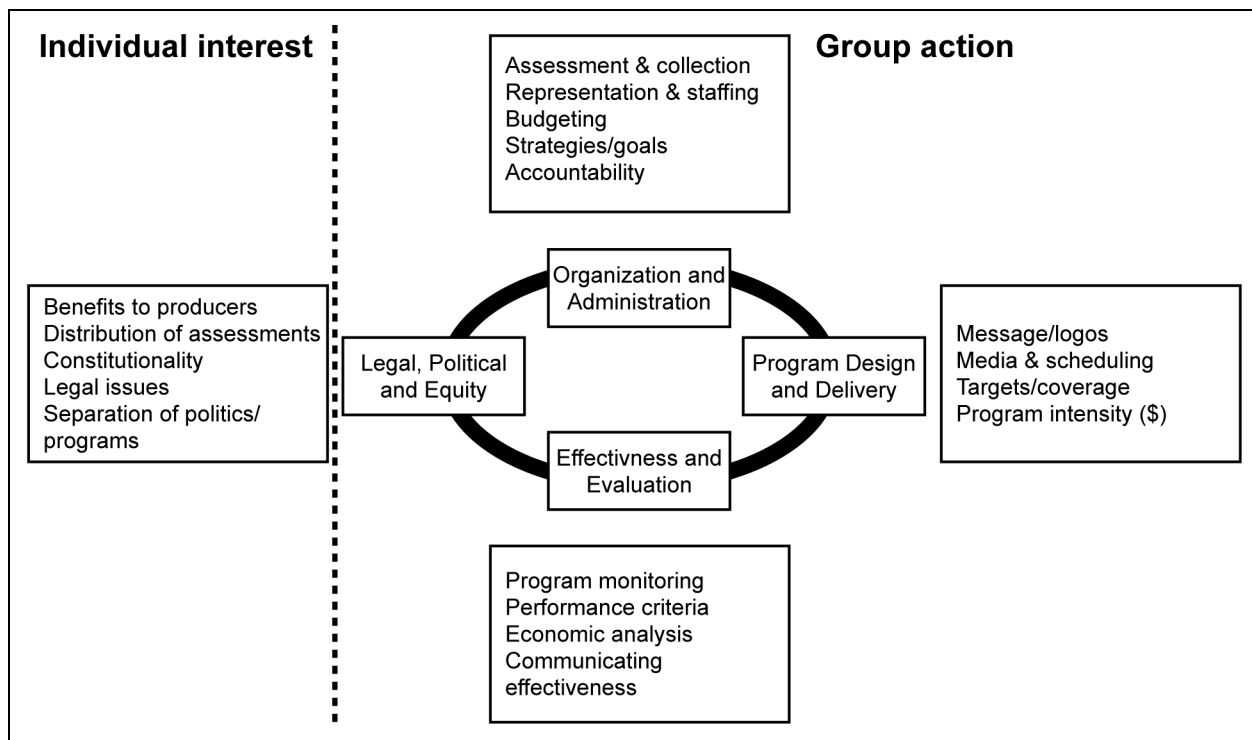 Individual interest
Group action
Assessment & collection
Representation & staffing
Budgeting
Strategies/goals
Accountability
Organization and
Administration
Benefits to producers
Distribution of assessments
Constitutionality
Legal issues
Separation of politics/
programs
Legal, Political
and Equity
Program Design
and Delivery
Message/logos
Media & scheduling
Targets/coverage
Program intensity ($)
Effectivness and
Evaluation
Program monitoring
Performance criteria
Economic analysis
Communicating
effectiveness